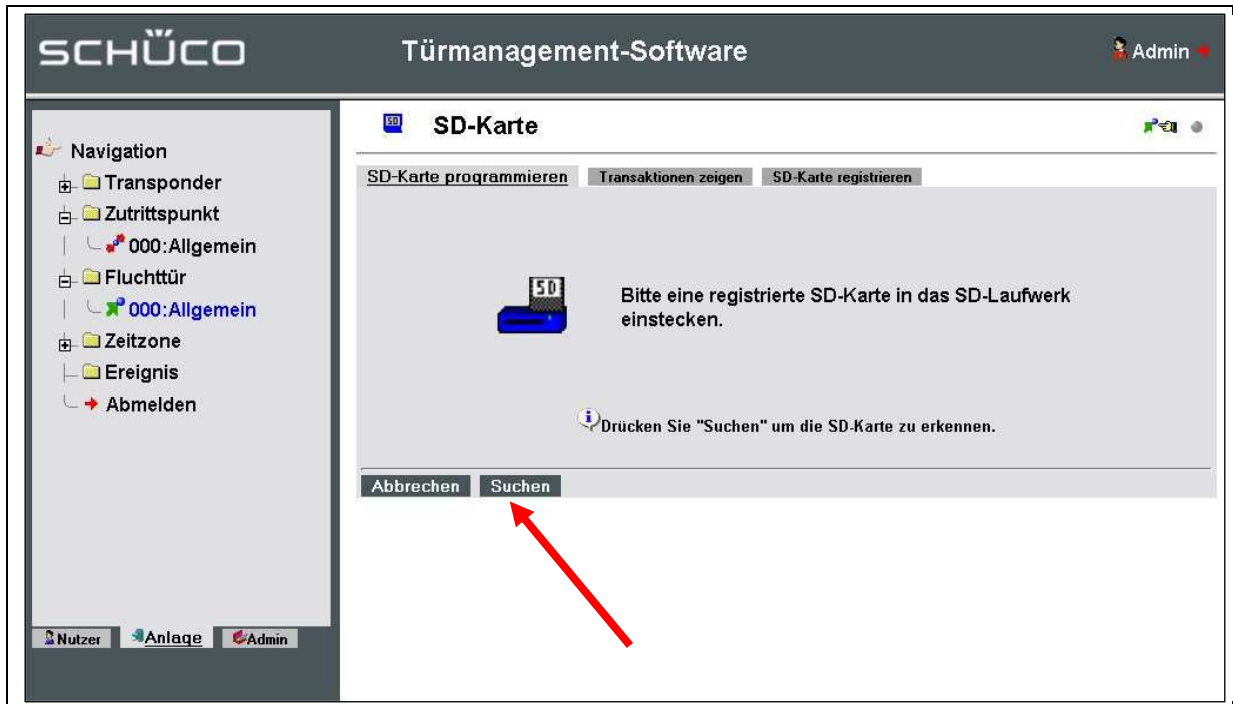 SCHÜCO
Türmanagement-Software
Admin
Navigation
Transponder
Zutrittspunkt
000:Allgemein
Fluchttür
000:Allgemein
Zeitzone
Ereignis
Abmelden
Nutzer Anlage Admin
SD SD-Karte
SD-Karte programmieren Transaktionen zeigen SD-Karte registrieren
SD
Bitte eine registrierte SD-Karte in das SD-Laufwerk
einstecken.
Drücken Sie "Suchen" um die SD-Karte zu erkennen.
Abbrechen Suchen